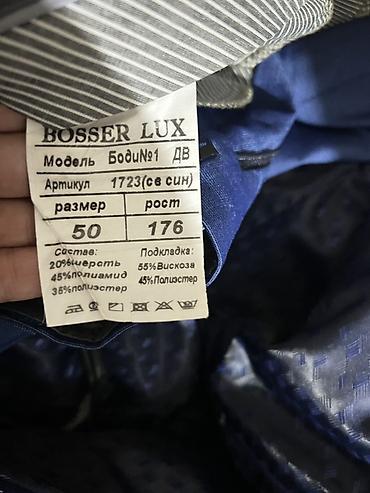 BOSSER LUX
Модель Боди№1 ДВ
Артикул 1723(св син)
размер рост
50 176
Состав: Подкладка:
20%шерсть 55%Вискоза
45%полиамид 45%Полиэстер
35%полиэстер